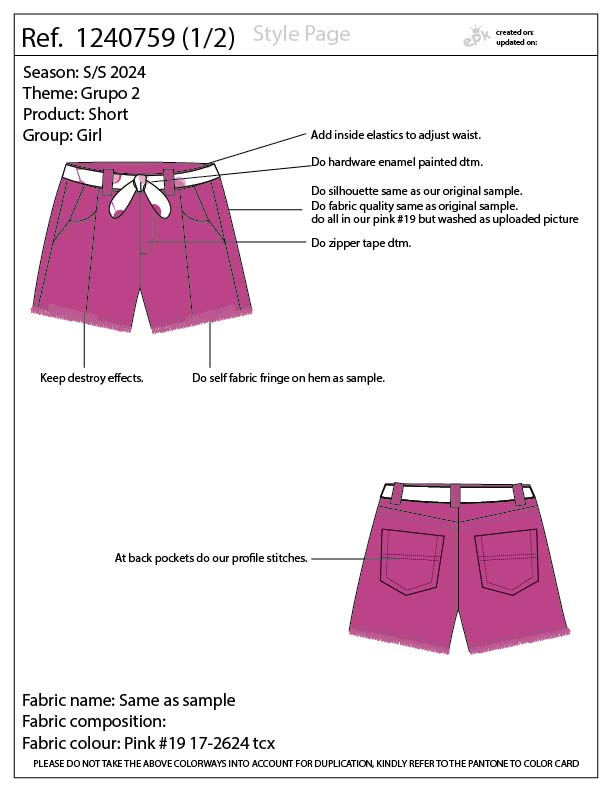 Ref. 1240759 (1/2)
Style Page
epk
created on:
updated on:
Season: S/S 2024
Theme: Grupo 2
Product: Short
Group: Girl
Add inside elastics to adjust waist.
Do hardware enamel painted dtm.
Do silhouette same as our original sample.
Do fabric quality same as original sample.
do all in our pink #19 but washed as uploaded picture
Do zipper tape dtm.
Keep destroy effects.
Do self fabric fringe on hem as sample.
At back pockets do our profile stitches.
Fabric name: Same as sample
Fabric composition:
Fabric colour: Pink #19 17-2624 tcx
PLEASE DO NOT TAKE THE ABOVE COLORWAYS INTO ACCOUNT FOR DUPLICATION, KINDLY REFER TO THE PANTONE TO COLOR CARD